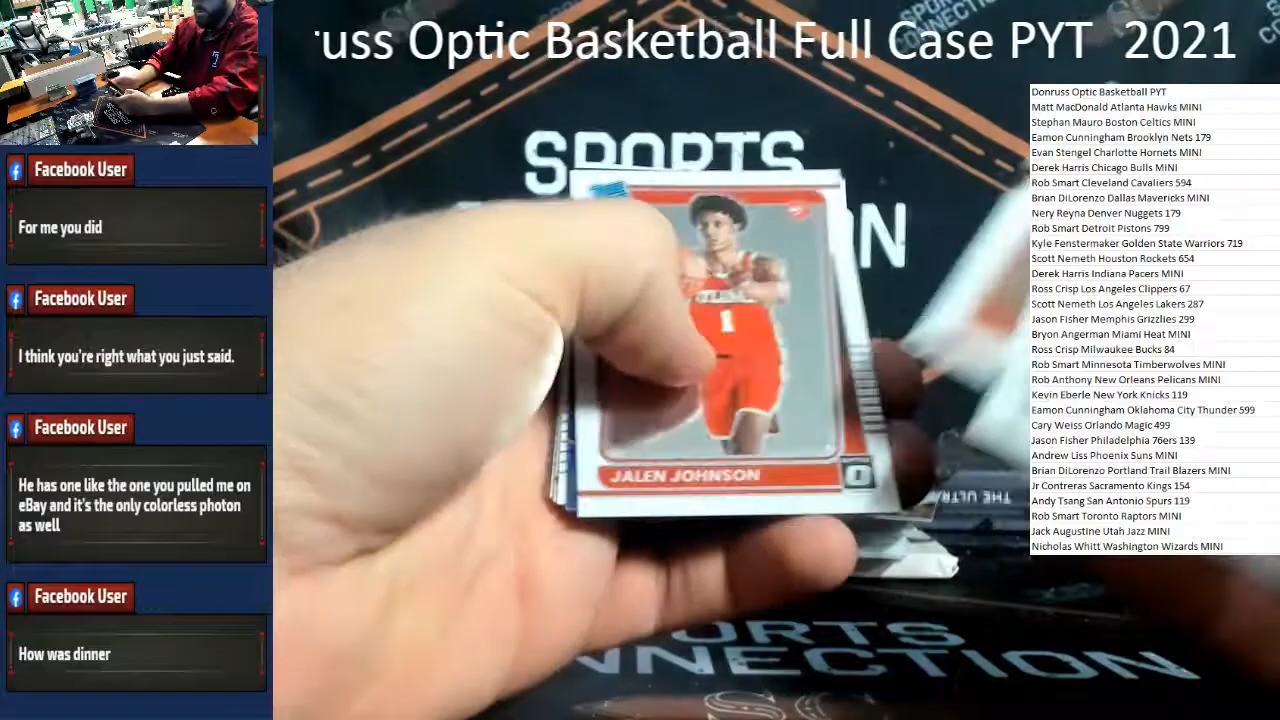 russ Optic Basketball Full Case PYT 2021
Facebook User
For me you did
Facebook User
I think you're right what you just said.
Facebook User
He has one like the one you pulled me on
eBay and it's the only colorless photon
as well
Facebook User
How was dinner
SPORTS
ATLANTA
1
JALEN JOHNSON
OPTIC
THE ULTRA
SPORTS
CONNECTION
SC
Donruss Optic Basketball PYT
Matt MacDonald Atlanta Hawks MINI
Stephan Mauro Boston Celtics MINI
Eamon Cunningham Brooklyn Nets 179
Evan Stengel Charlotte Hornets MINI
Derek Harris Chicago Bulls MINI
Rob Smart Cleveland Cavaliers 594
Brian DiLorenzo Dallas Mavericks MINI
Nery Reyna Denver Nuggets 179
Rob Smart Detroit Pistons 799
Kyle Fenstermaker Golden State Warriors 719
Scott Nemeth Houston Rockets 654
Derek Harris Indiana Pacers MINI
Ross Crisp Los Angeles Clippers 67
Scott Nemeth Los Angeles Lakers 287
Jason Fisher Memphis Grizzlies 299
Bryon Angerman Miami Heat MINI
Ross Crisp Milwaukee Bucks 84
Rob Smart Minnesota Timberwolves MINI
Rob Anthony New Orleans Pelicans MINI
Kevin Eberle New York Knicks 119
Eamon Cunningham Oklahoma City Thunder 599
Cary Weiss Orlando Magic 499
Jason Fisher Philadelphia 76ers 139
Andrew Liss Phoenix Suns MINI
Brian DiLorenzo Portland Trail Blazers MINI
Jr Contreras Sacramento Kings 154
Andy Tsang San Antonio Spurs 119
Rob Smart Toronto Raptors MINI
Jack Augustine Utah Jazz MINI
Nicholas Whitt Washington Wizards MINI